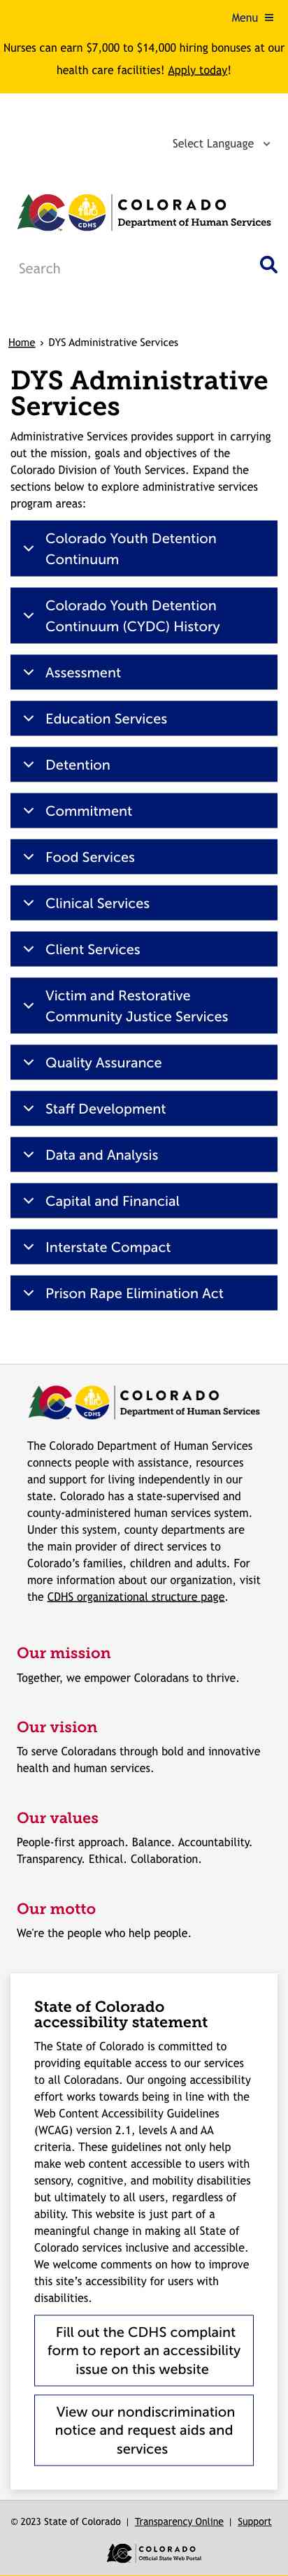 Menu
Nurses can earn $7,000 to $14,000 hiring bonuses at our
health care facilities! Apply today!
Select Language
CDHS
COLORADO
Department of Human Services
Search
Home › DYS Administrative Services
DYS Administrative
Services
Administrative Services provides support in carrying
out the mission, goals and objectives of the
Colorado Division of Youth Services. Expand the
sections below to explore administrative services
program areas:
Colorado Youth Detention
Continuum
Colorado Youth Detention
Continuum (CYDC) History
Assessment
Education Services
Detention
Commitment
Food Services
Clinical Services
Client Services
Victim and Restorative
Community Justice Services
Quality Assurance
Staff Development
Data and Analysis
Capital and Financial
Interstate Compact
Prison Rape Elimination Act
CDHS
COLORADO
Department of Human Services
The Colorado Department of Human Services
connects people with assistance, resources
and support for living independently in our
state. Colorado has a state-supervised and
county-administered human services system.
Under this system, county departments are
the main provider of direct services to
Colorado’s families, children and adults. For
more information about our organization, visit
the CDHS organizational structure page.
Our mission
Together, we empower Coloradans to thrive.
Our vision
To serve Coloradans through bold and innovative
health and human services.
Our values
People-first approach. Balance. Accountability.
Transparency. Ethical. Collaboration.
Our motto
We're the people who help people.
State of Colorado
accessibility statement
The State of Colorado is committed to
providing equitable access to our services
to all Coloradans. Our ongoing accessibility
effort works towards being in line with the
Web Content Accessibility Guidelines
(WCAG) version 2.1, levels A and AA
criteria. These guidelines not only help
make web content accessible to users with
sensory, cognitive, and mobility disabilities
but ultimately to all users, regardless of
ability. This website is just part of a
meaningful change in making all State of
Colorado services inclusive and accessible.
We welcome comments on how to improve
this site’s accessibility for users with
disabilities.
Fill out the CDHS complaint
form to report an accessibility
issue on this website
View our nondiscrimination
notice and request aids and
services
© 2023 State of Colorado | Transparency Online | Support
COLORADO
Official State Web Portal